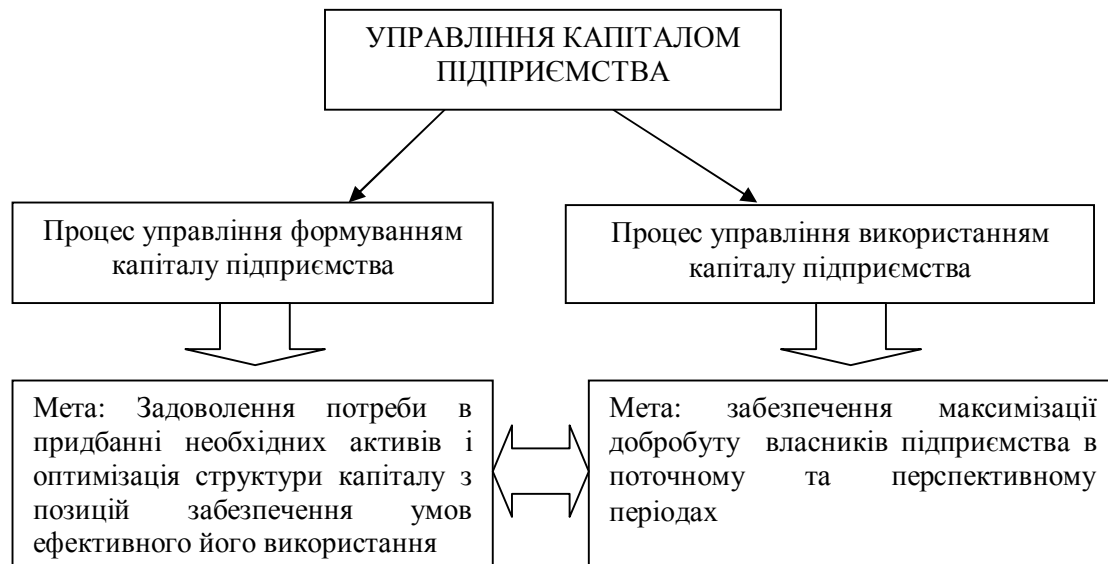 УПРАВЛІННЯ КАПІТАЛОМ
ПІДПРИЄМСТВА
Процес управління формуванням
капіталу підприємства
Процес управління використанням
капіталу підприємства
Мета: Задоволення потреби в
придбанні необхідних активів і
оптимізація структури капіталу з
позицій забезпечення умов
ефективного його використання
Мета: забезпечення максимізації
добробуту власників підприємства в
поточному та перспективному
періодах